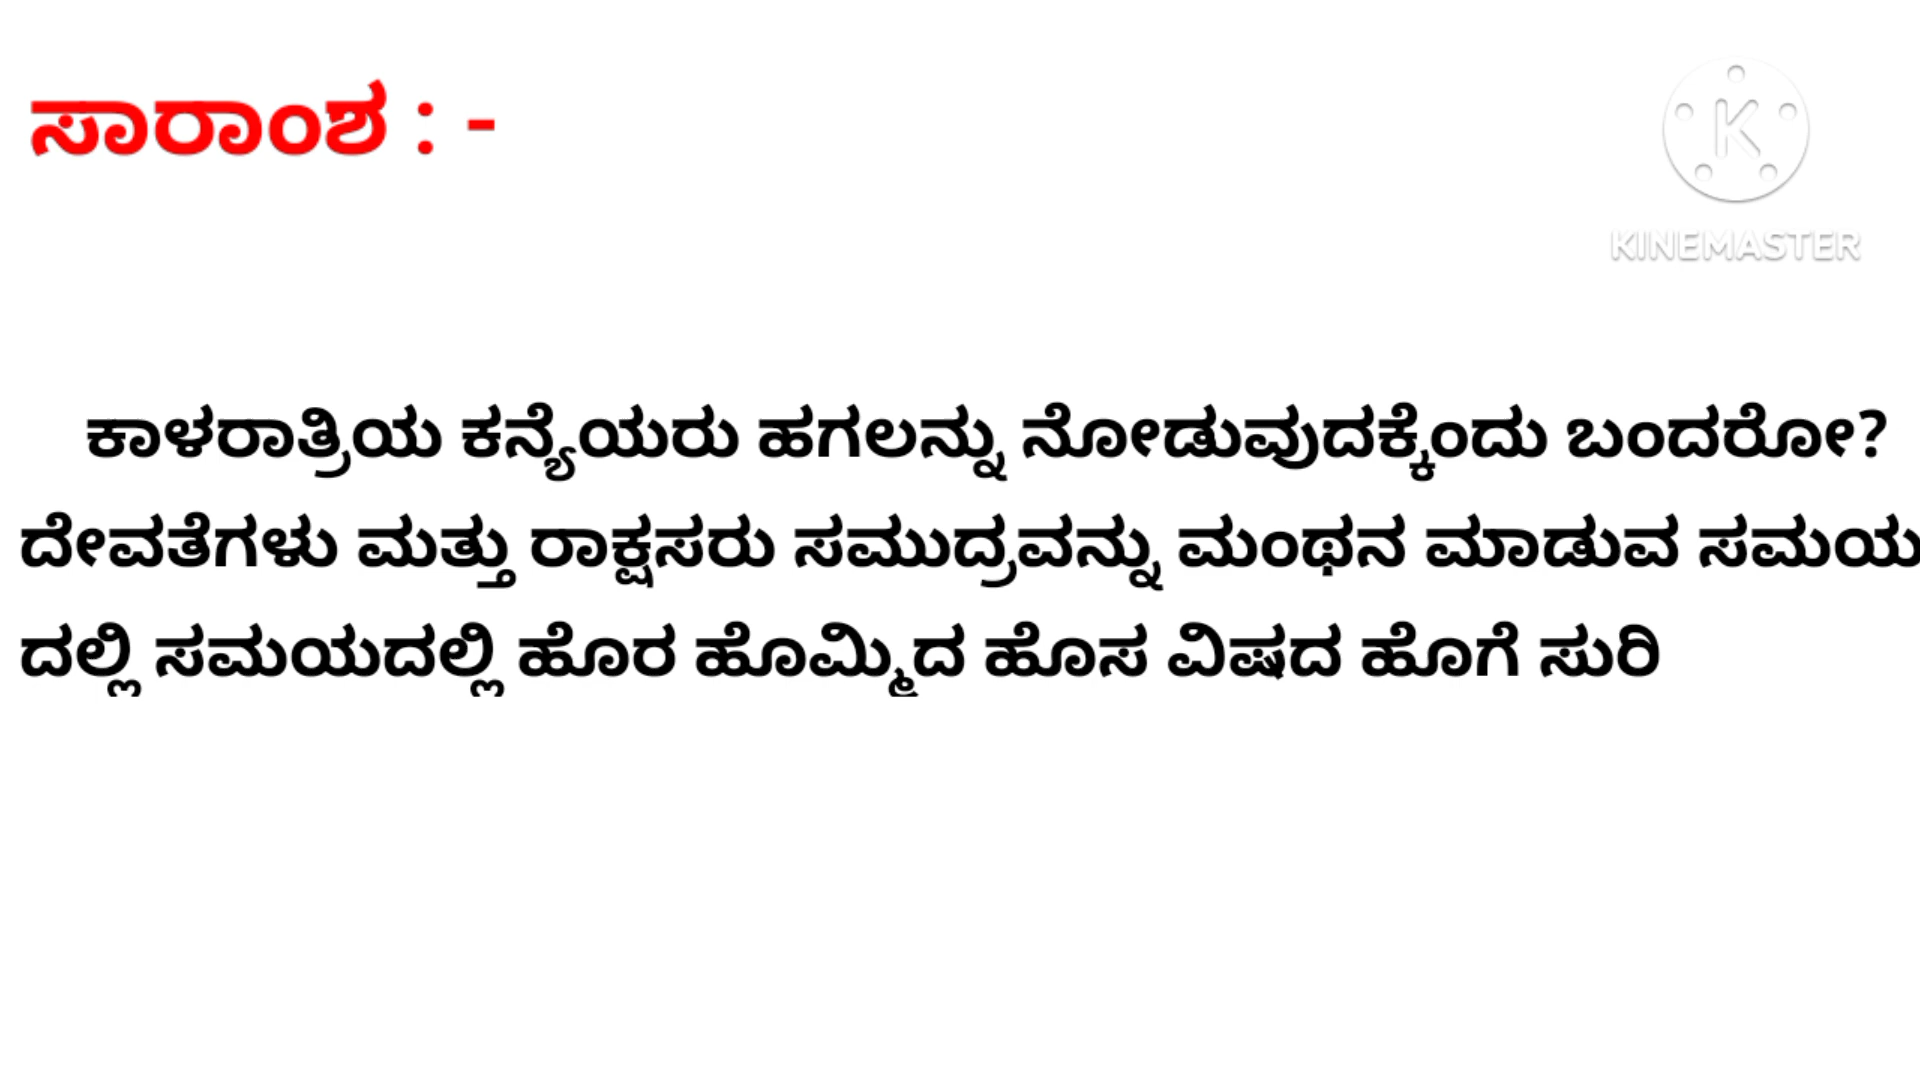 ಸಾರಾಂಶ : -
KINEMASTER
ಕಾಳರಾತ್ರಿಯ ಕನ್ಯೆಯರು ಹಗಲನ್ನು ನೋಡುವುದಕ್ಕೆಂದು ಬಂದರೋ?
ದೇವತೆಗಳು ಮತ್ತು ರಾಕ್ಷಸರು ಸಮುದ್ರವನ್ನು ಮಂಥನ ಮಾಡುವ ಸಮಯ
ದಲ್ಲಿ ಸಮಯದಲ್ಲಿ ಹೊರ ಹೊಮ್ಮಿದ ಹೊಸ ವಿಷದ ಹೊಗೆ ಸುರಿ